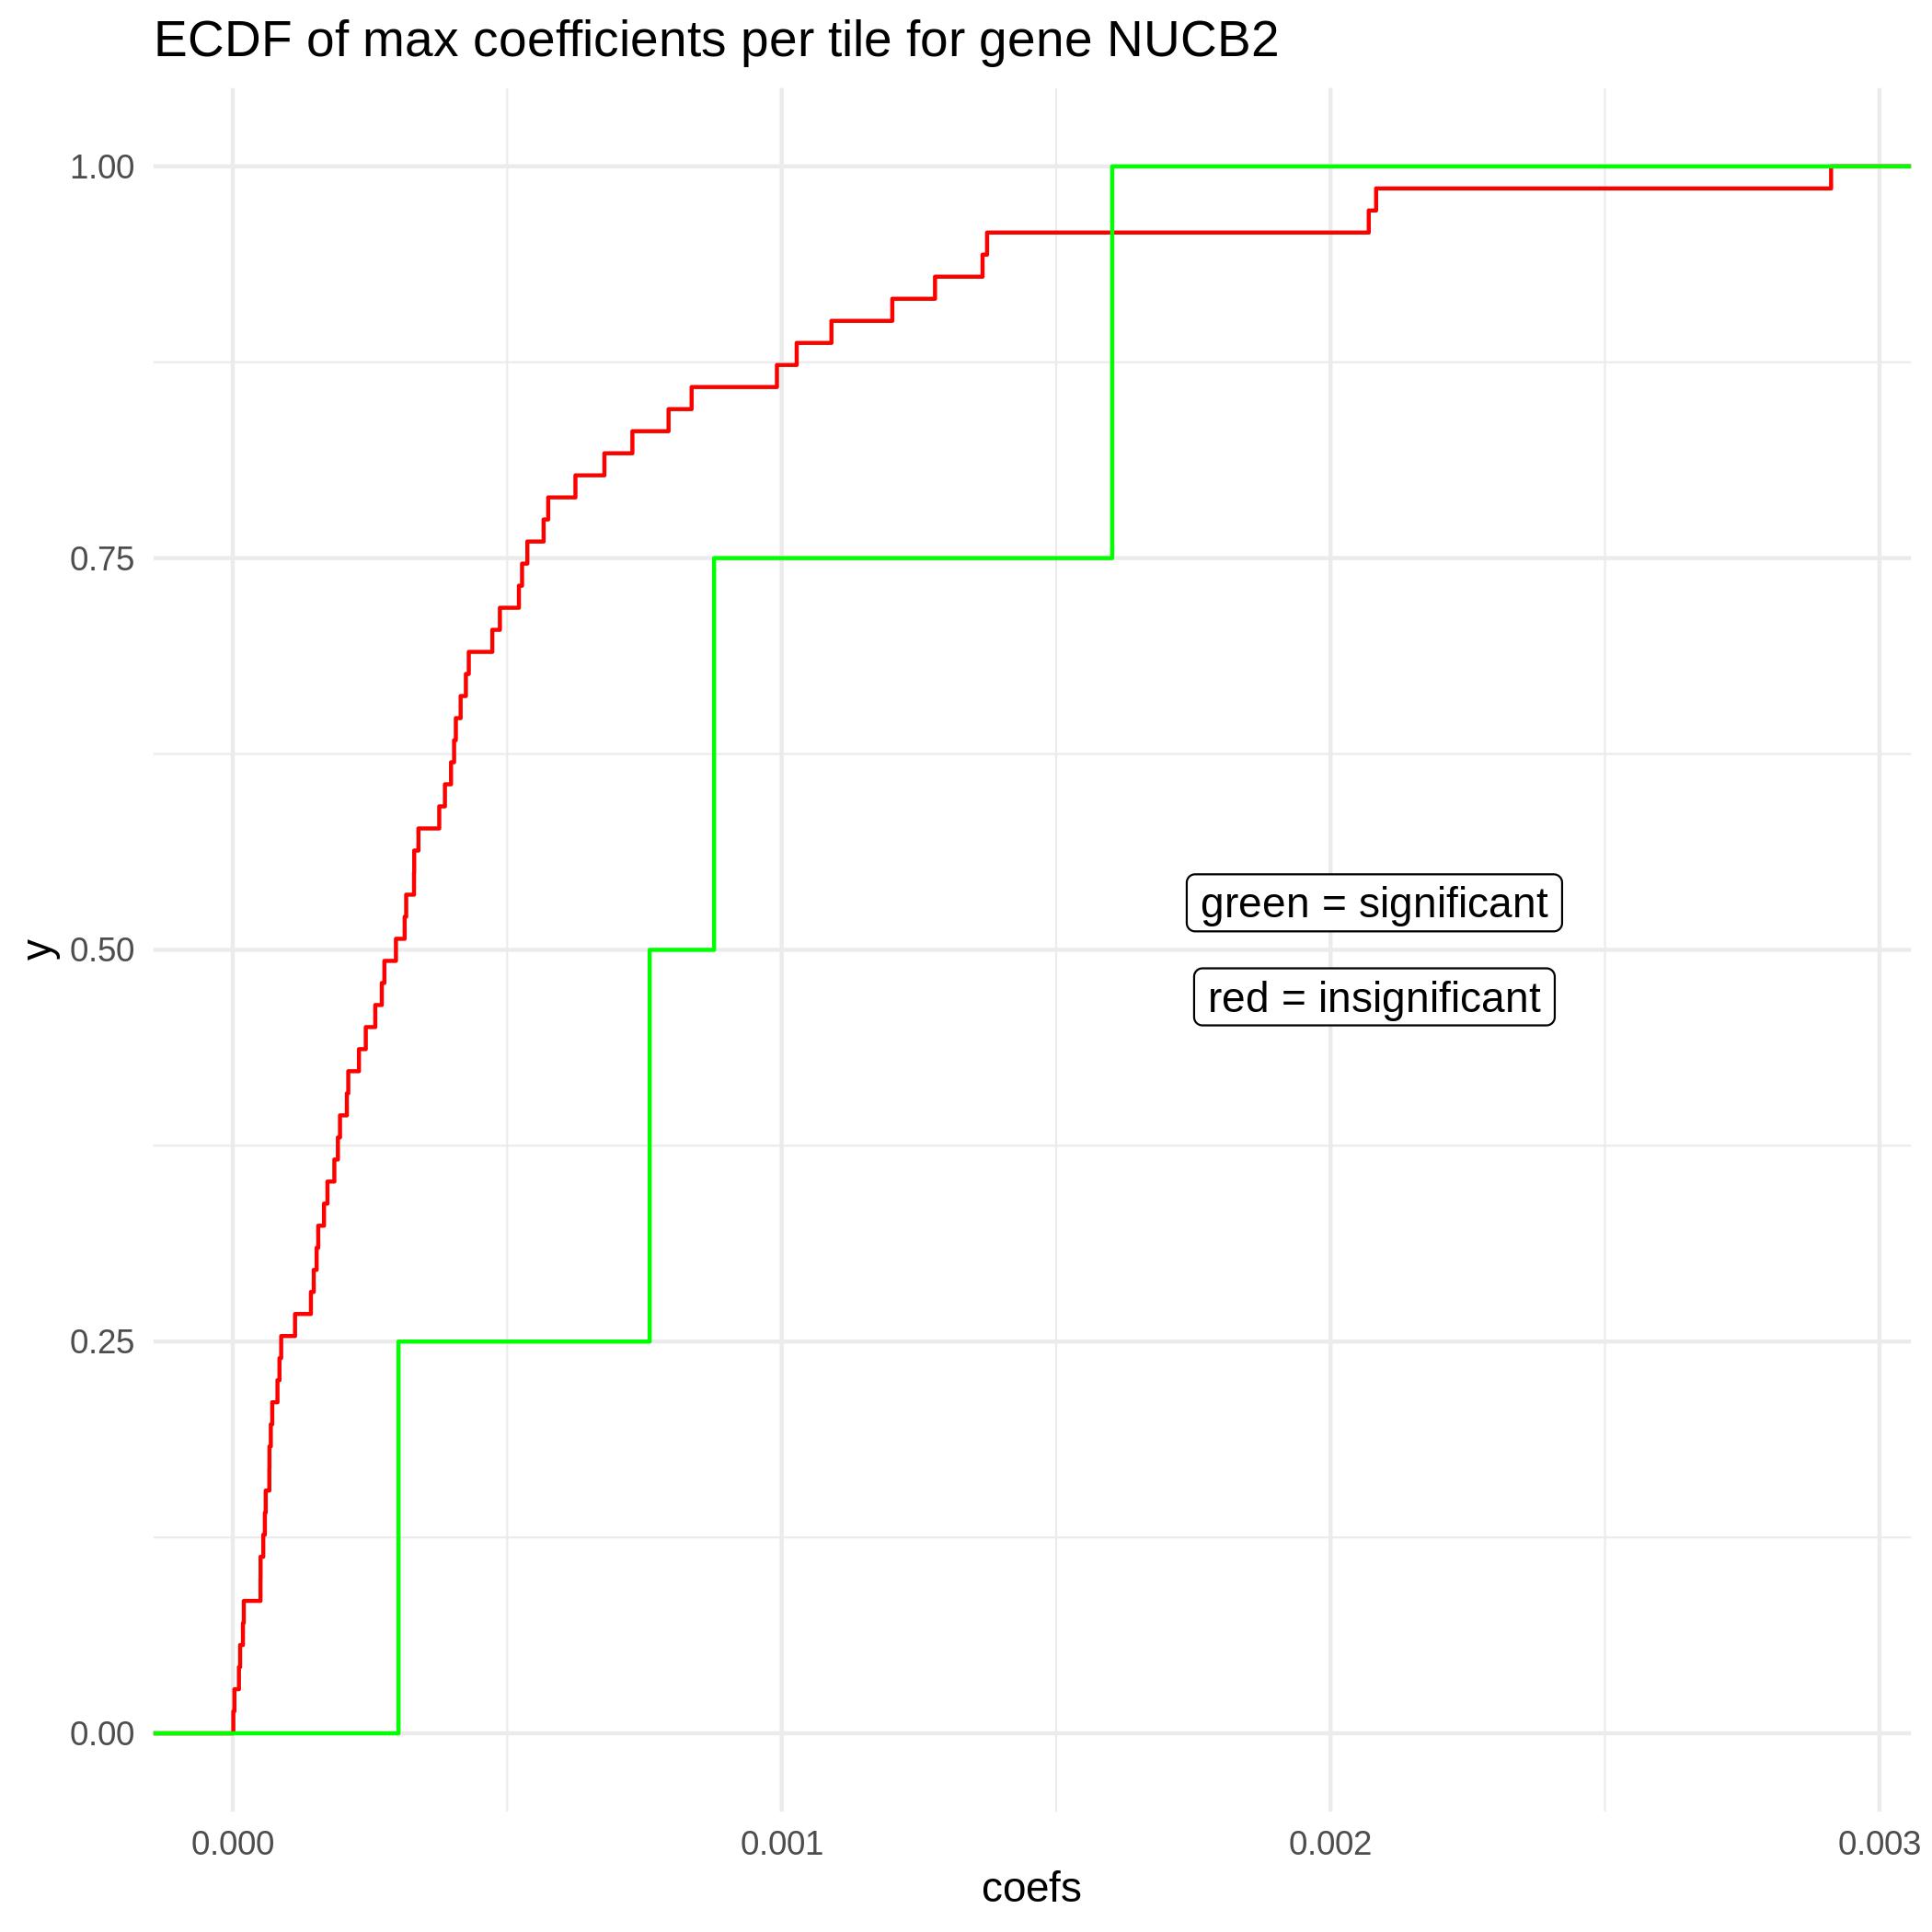 ECDF of max coefficients per tile for gene NUCB2
1.00
0.75
0.50
0.25
0.00
y
green = significant
red = insignificant
0.000 0.001 0.002 0.003
coefs